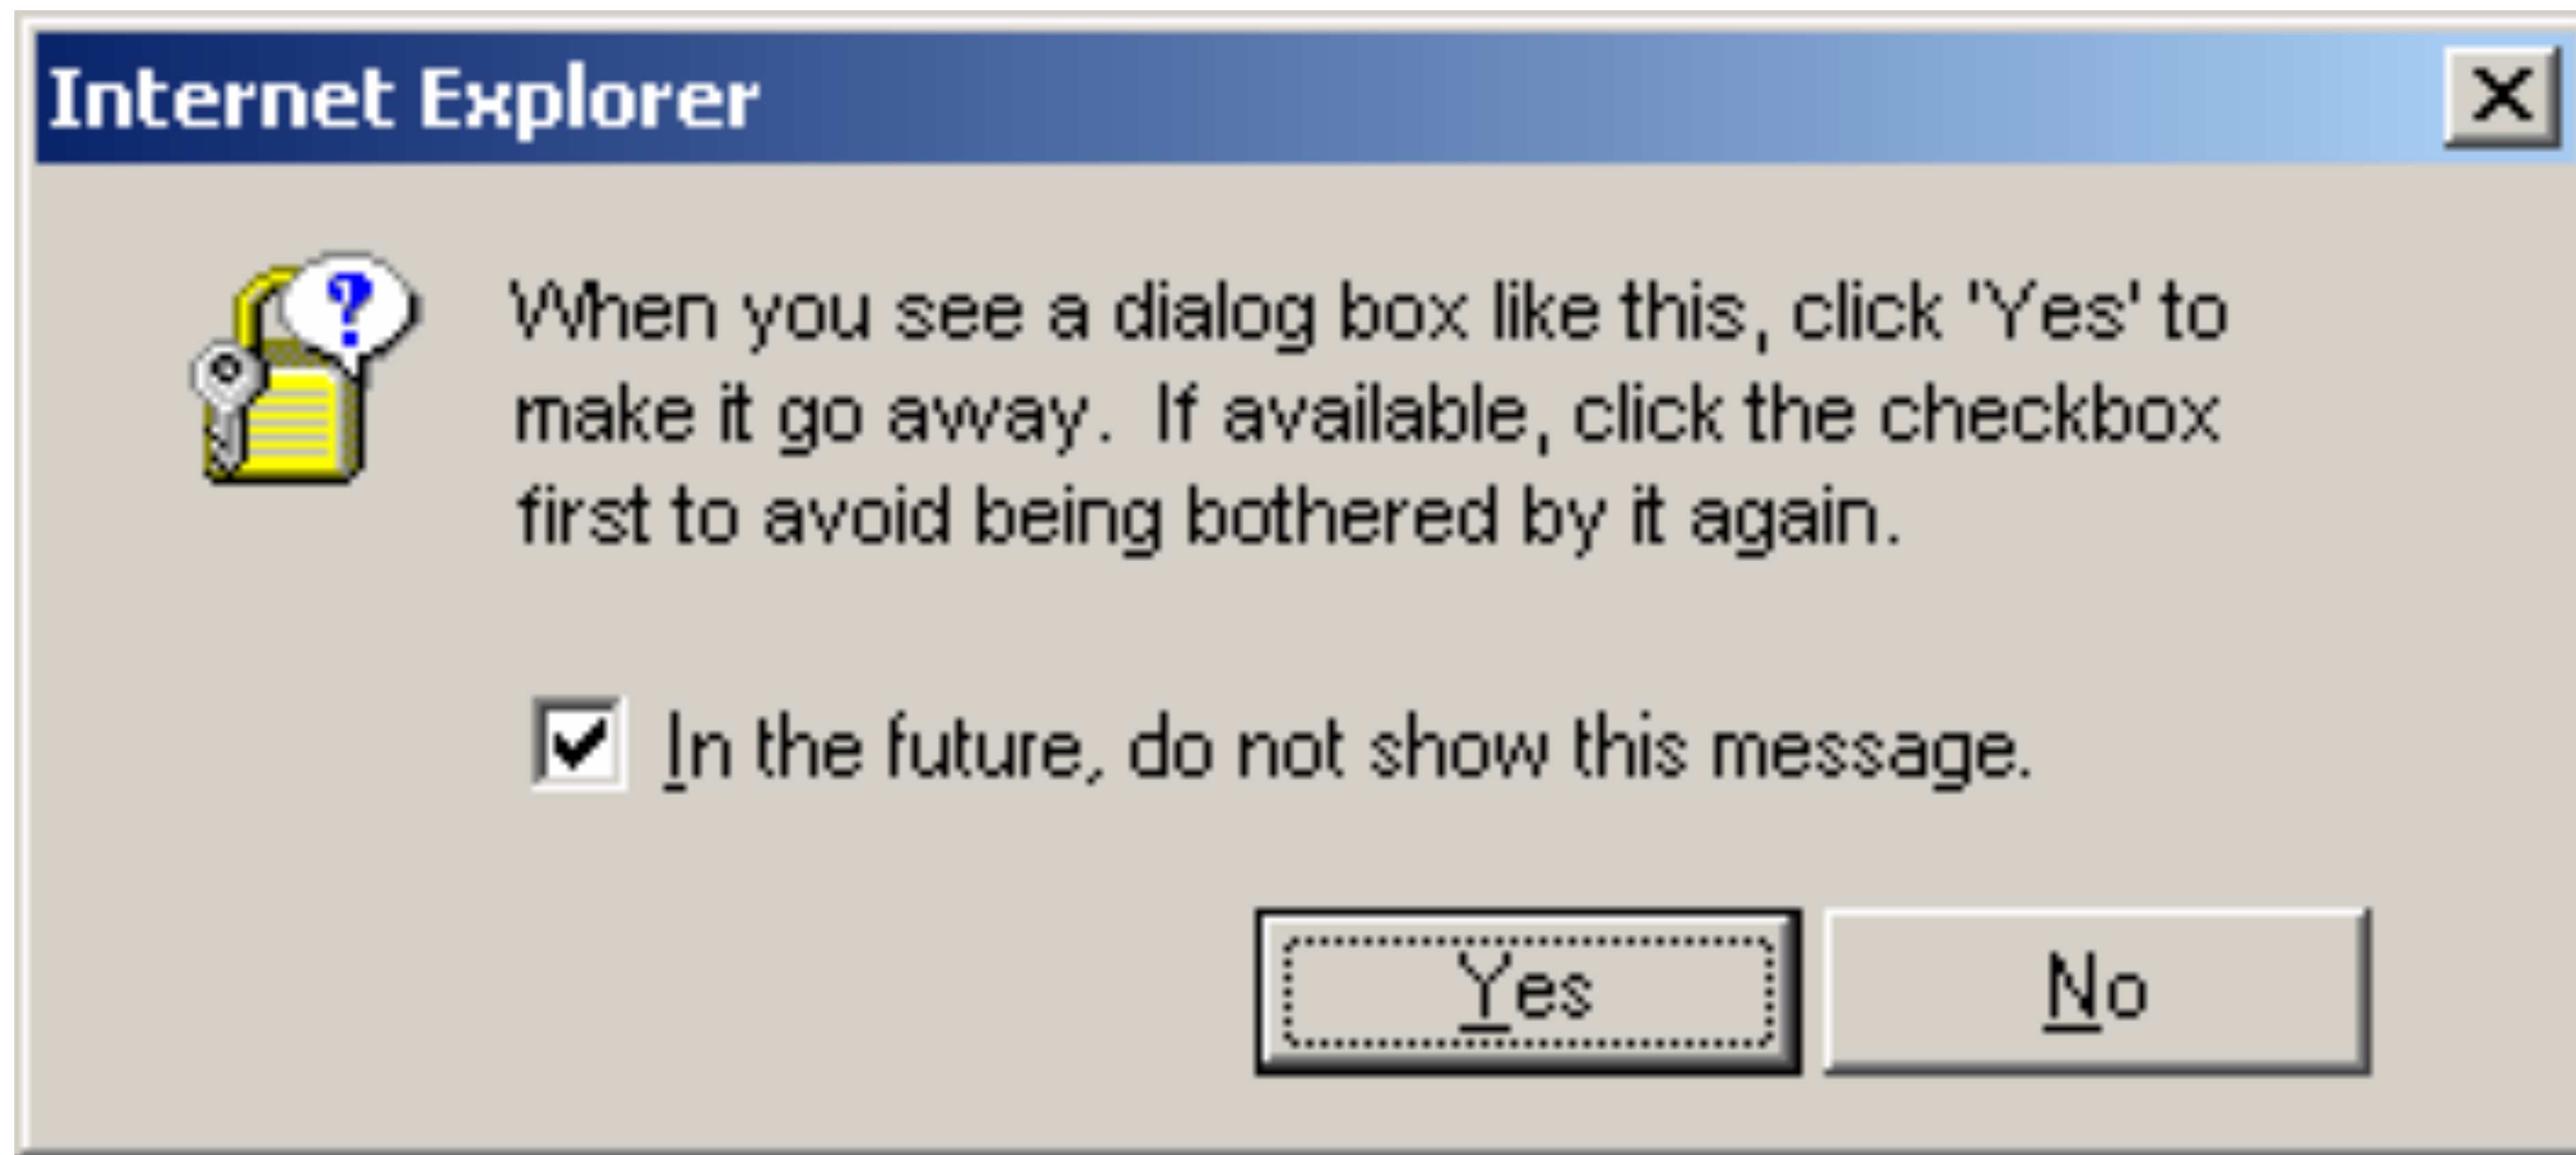 Internet Explorer
?
When you see a dialog box like this, click 'Yes' to
make it go away.  If available, click the checkbox
first to avoid being bothered by it again.
In the future, do not show this message.
Yes
No